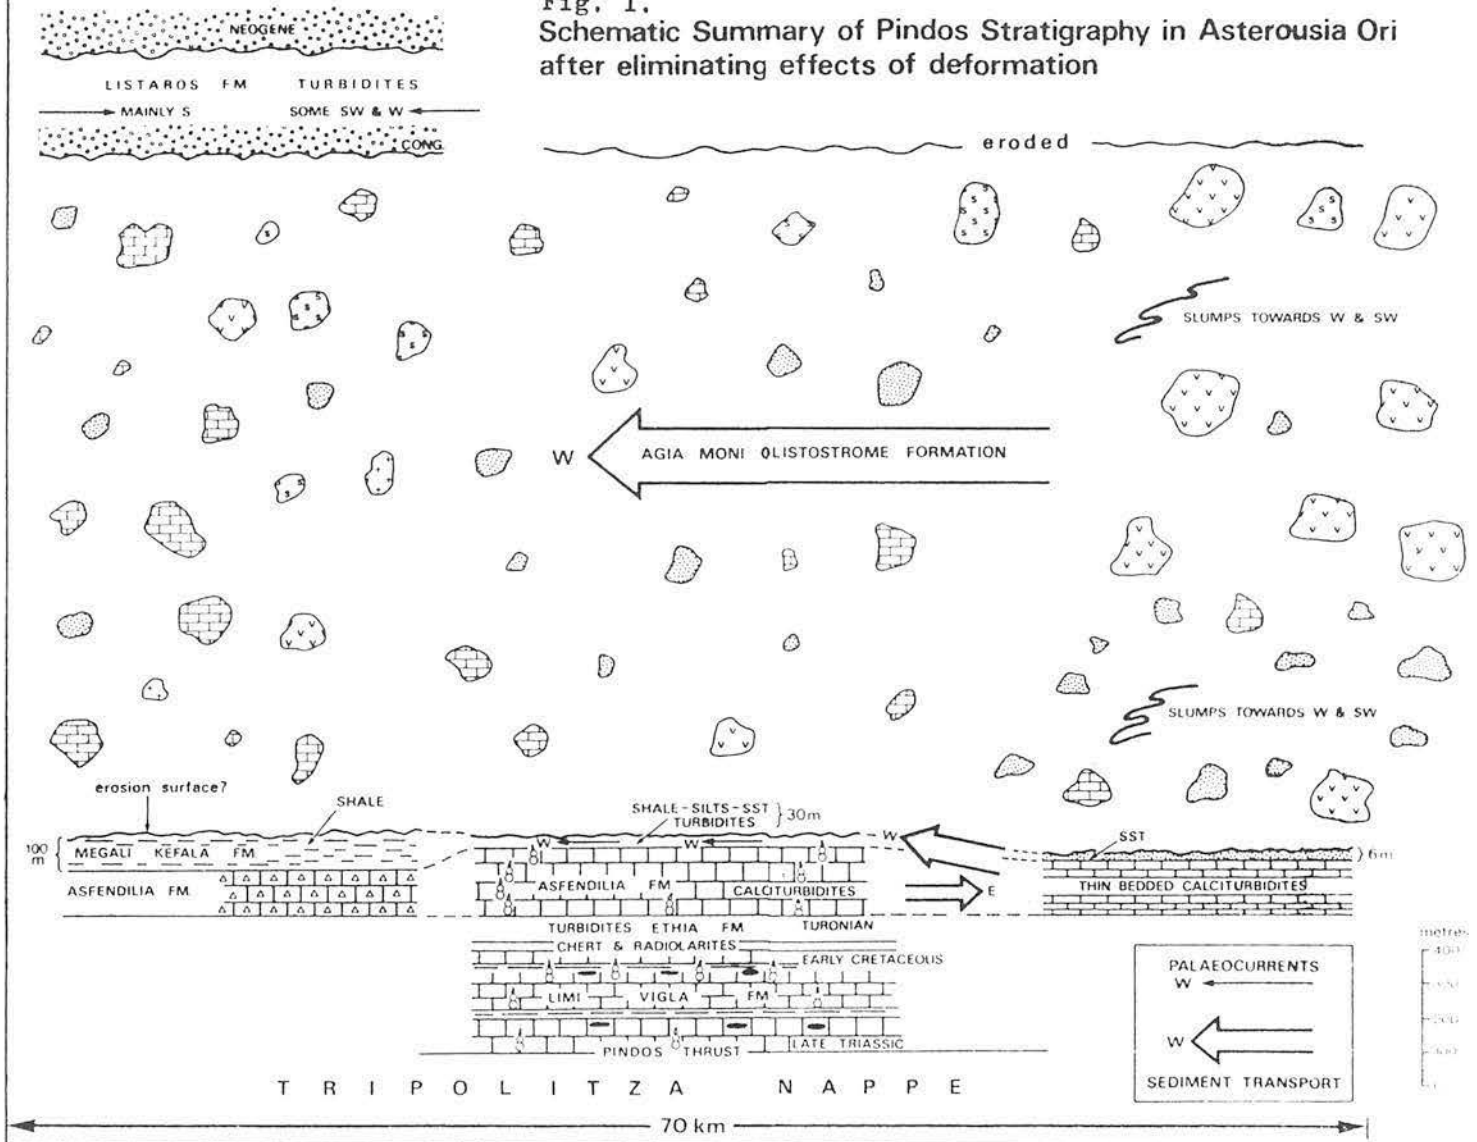 Fig. 1.
Schematic Summary of Pindos Stratigraphy in Asterousia Ori
after eliminating effects of deformation
NEOGENE
LISTAROS FM TURBIDITES
MAINLY S SOME SW & W
CONG.
eroded
SLUMPS TOWARDS W & SW
W AGIA MONI OLISTOSTROME FORMATION
SLUMPS TOWARDS W & SW
erosion surface?
SHALE
SHALE-SILTS-SST
TURBIDITES
30m
W W
W
SST
6m
100
m
MEGALI KEFALA FM
ASFENDILIA FM.
ASFENDILIA FM
CALCITURBIDITES
E
THIN BEDDED CALCITURBIDITES
TURBIDITES ETHIA FM TURONIAN
CHERT & RADIOLARITES
EARLY CRETACEOUS
LIMI VIGLA FM
LATE TRIASSIC
PINDOS THRUST
TRIPOLITZA NAPPE
PALAEOCURRENTS
W
W
SEDIMENT TRANSPORT
metres
400
200
70 km